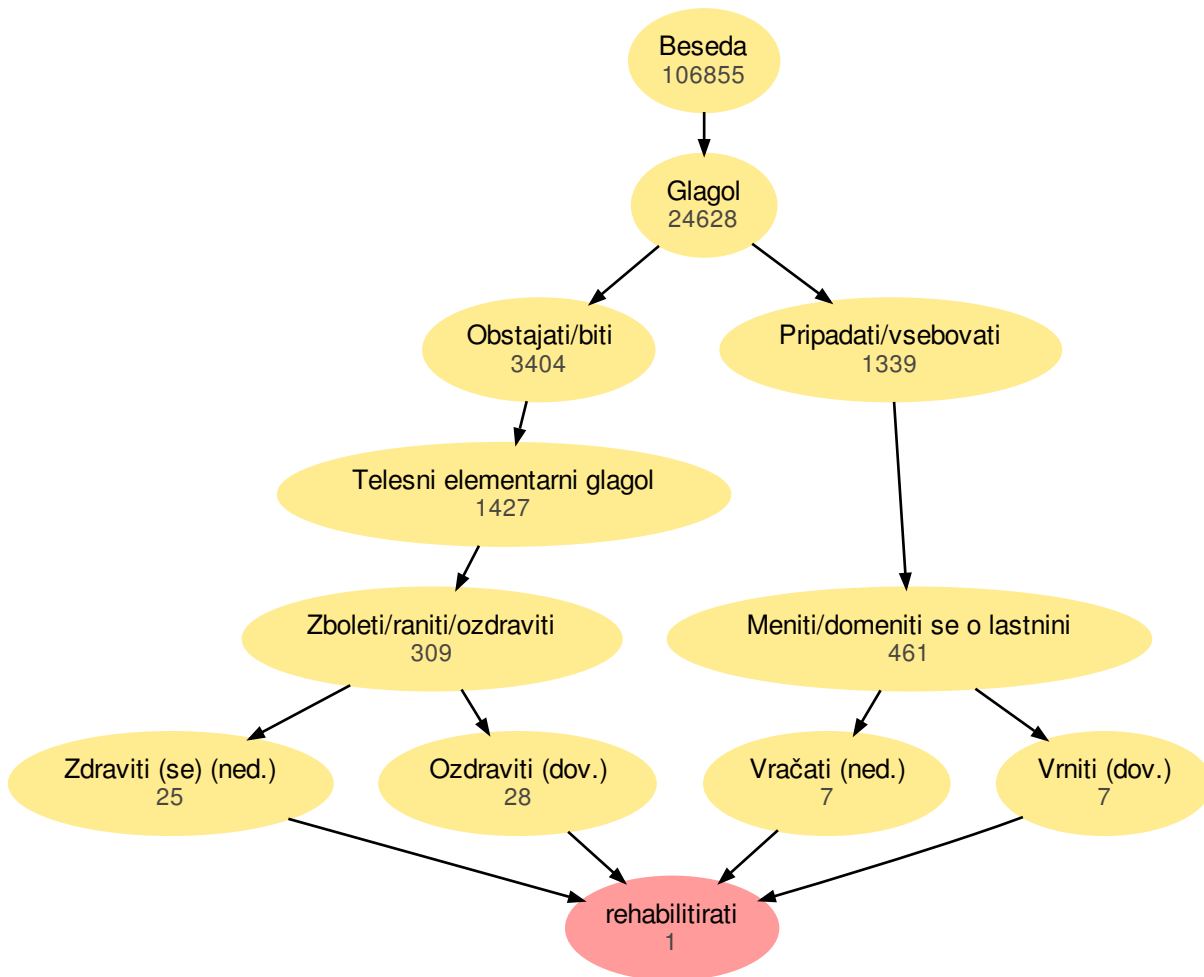 Beseda
106855
Glagol
24628
Obstajati/biti
3404
Pripadati/vsebovati
1339
Telesni elementarni glagol
1427
Zboleti/raniti/ozdraviti
309
Meniti/domeniti se o lastnini
461
Zdraviti (se) (ned.)
25
Ozdraviti (dov.)
28
Vračati (ned.)
7
Vrniti (dov.)
7
rehabilitirati
1